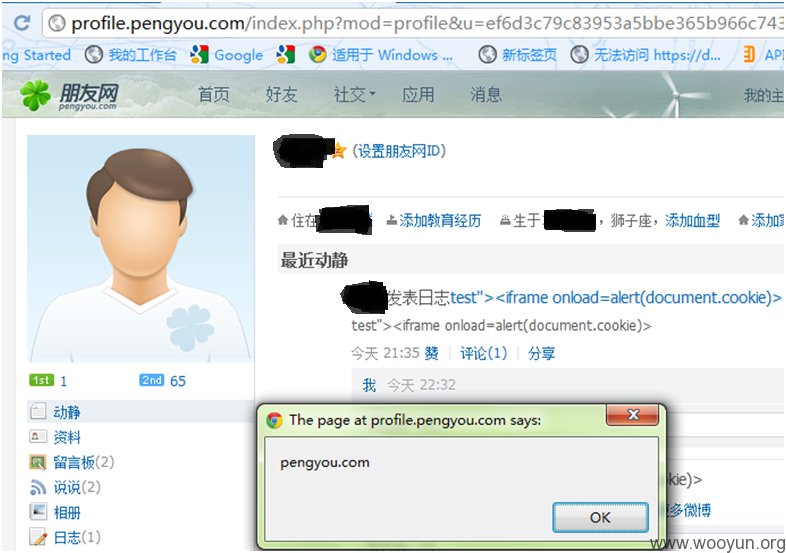 profile.pengyou.com/index.php?mod=profile&u=ef6d3c79c83953a5bbe365b966c743
ng Started 我的工作台 Google 适用于 Windows ... 新标签页 无法访问 https://d... API
朋友网 首页 好友 社交 应用 消息 我的主
pengyou.com
(设置朋友网ID)
住在 添加教育经历 生于 ，狮子座，添加血型 添加家
最近动静
发表日志test"><iframe onload=alert(document.cookie)>
test"><iframe onload=alert(document.cookie)>
今天 21:35 赞 评论(1) 分享
1st 1 2nd 65
我 今天 22:32
动静
资料
留言板(2)
说说(2)
相册
日志(1)
The page at profile.pengyou.com says:
pengyou.com
OK
kie)>
更多微博
www.wooyun.org